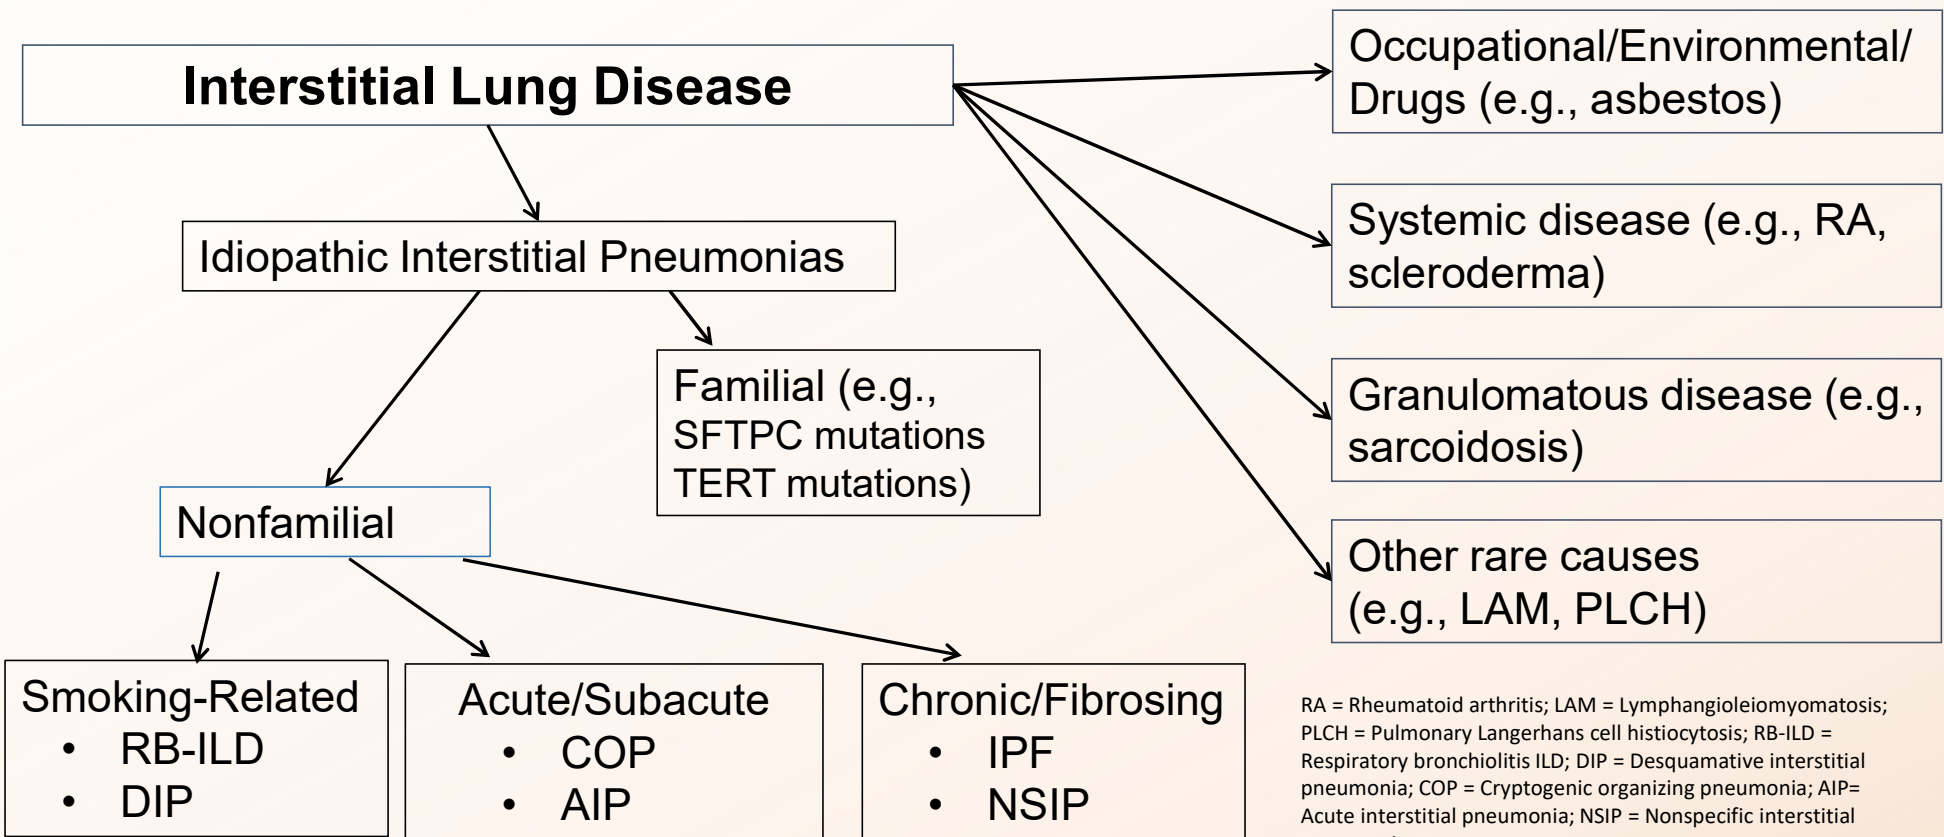 Interstitial Lung Disease
Occupational/Environmental/
Drugs (e.g., asbestos)
Systemic disease (e.g., RA,
scleroderma)
Granulomatous disease (e.g.,
sarcoidosis)
Other rare causes
(e.g., LAM, PLCH)
Idiopathic Interstitial Pneumonias
Familial (e.g.,
SFTPC mutations
TERT mutations)
Nonfamilial
Smoking-Related
• RB-ILD
• DIP
Acute/Subacute
• COP
• AIP
Chronic/Fibrosing
• IPF
• NSIP
RA = Rheumatoid arthritis; LAM = Lymphangioleiomyomatosis;
PLCH = Pulmonary Langerhans cell histiocytosis; RB-ILD =
Respiratory bronchiolitis ILD; DIP = Desquamative interstitial
pneumonia; COP = Cryptogenic organizing pneumonia; AIP=
Acute interstitial pneumonia; NSIP = Nonspecific interstitial